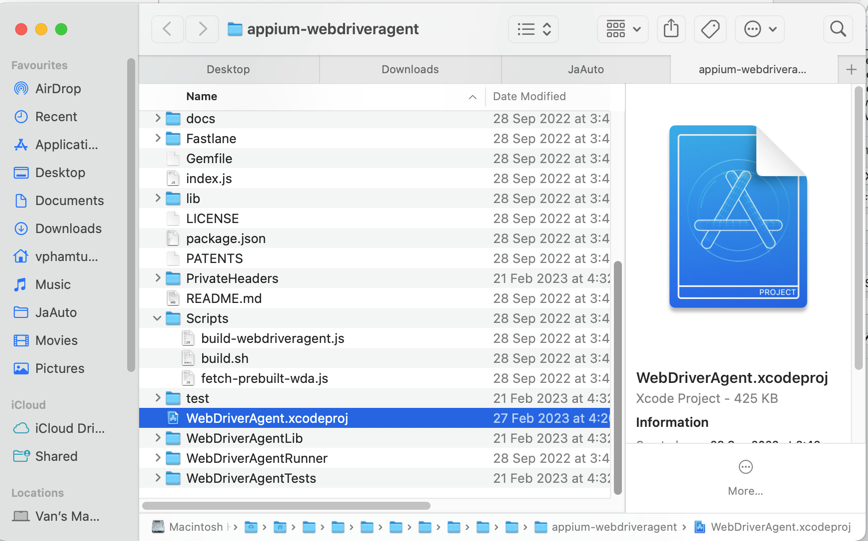 appium-webdriveragent
Desktop
Downloads
JaAuto
appium-webdrivera...
Favourites
AirDrop
Recent
Applicati...
Desktop
Documents
Downloads
vphamtu...
Music
JaAuto
Movies
Pictures
iCloud
iCloud Dri...
Shared
Locations
Van's Ma...
Name Date Modified
docs 28 Sep 2022 at 3:4
Fastlane 28 Sep 2022 at 3:4
Gemfile 28 Sep 2022 at 3:4
index.js 28 Sep 2022 at 3:4
lib 28 Sep 2022 at 3:4
LICENSE 28 Sep 2022 at 3:4
package.json 28 Sep 2022 at 3:4
PATENTS 28 Sep 2022 at 3:4
PrivateHeaders 21 Feb 2023 at 4:32
README.md 28 Sep 2022 at 3:4
Scripts 28 Sep 2022 at 3:4
build-webdriveragent.js 28 Sep 2022 at 3:4
build.sh 28 Sep 2022 at 3:4
fetch-prebuilt-wda.js 28 Sep 2022 at 3:4
test 21 Feb 2023 at 4:32
WebDriverAgent.xcodeproj 27 Feb 2023 at 4:20
WebDriverAgentLib 21 Feb 2023 at 4:32
WebDriverAgentRunner 28 Sep 2022 at 3:4
WebDriverAgentTests 21 Feb 2023 at 4:32
PROJECT
WebDriverAgent.xcodeproj
Xcode Project - 425 KB
Information
More...
Macintosh
appium-webdriveragent
WebDriverAgent.xcodeproj